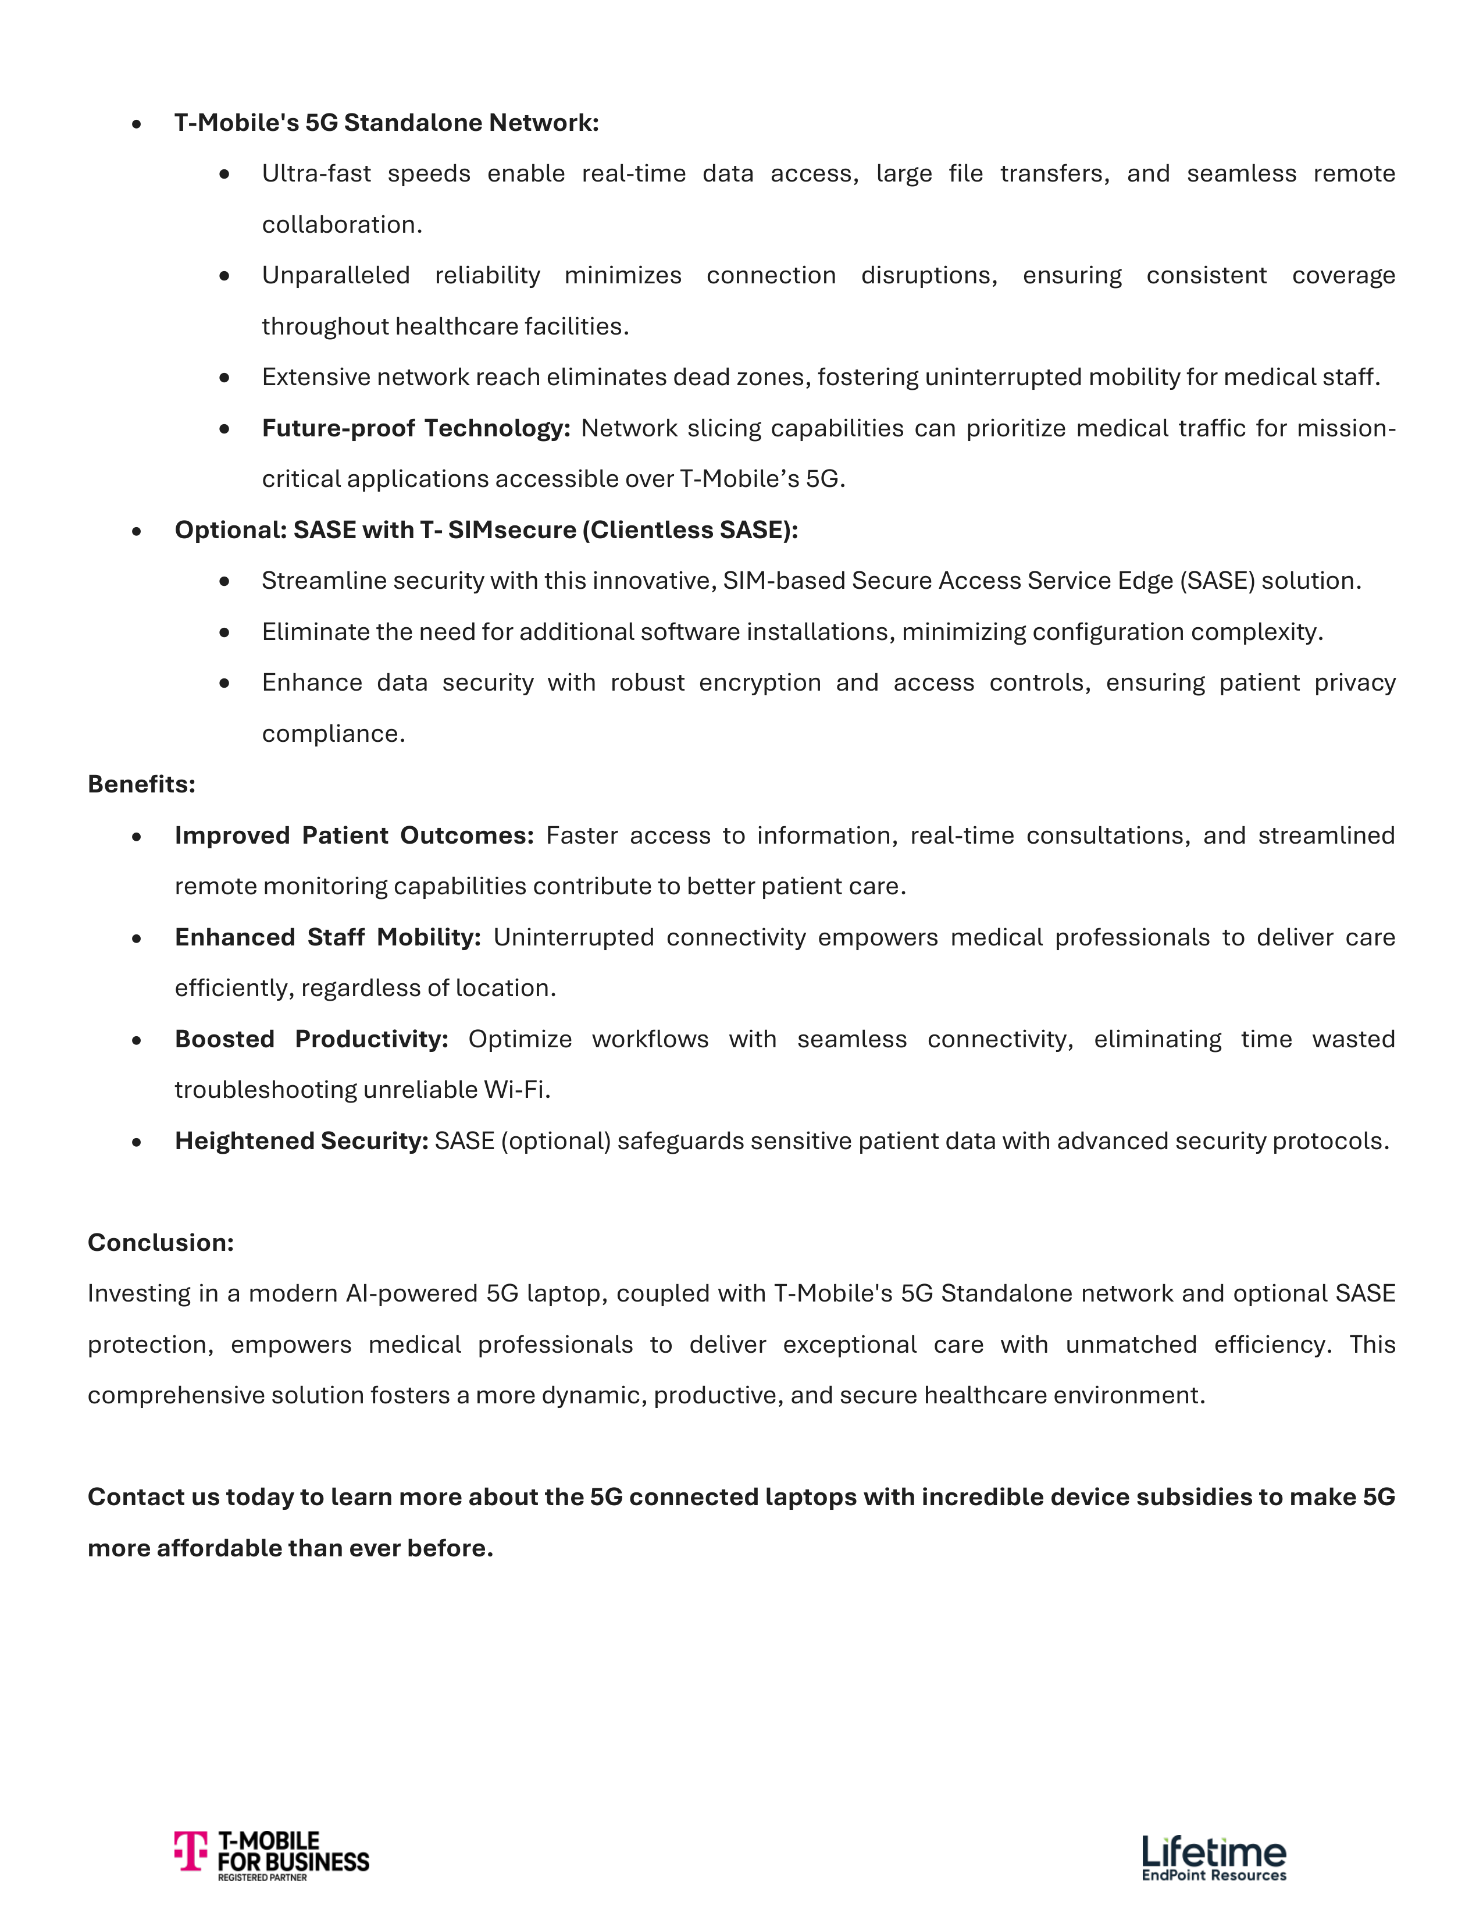 • T-Mobile's 5G Standalone Network:
• Ultra-fast speeds enable real-time data access, large file transfers, and seamless remote
collaboration.
• Unparalleled reliability minimizes connection disruptions, ensuring consistent coverage
throughout healthcare facilities.
• Extensive network reach eliminates dead zones, fostering uninterrupted mobility for medical staff.
• Future-proof Technology: Network slicing capabilities can prioritize medical traffic for mission-
critical applications accessible over T-Mobile’s 5G.
• Optional: SASE with T- SIMsecure (Clientless SASE):
• Streamline security with this innovative, SIM-based Secure Access Service Edge (SASE) solution.
• Eliminate the need for additional software installations, minimizing configuration complexity.
• Enhance data security with robust encryption and access controls, ensuring patient privacy
compliance.
Benefits:
• Improved Patient Outcomes: Faster access to information, real-time consultations, and streamlined
remote monitoring capabilities contribute to better patient care.
• Enhanced Staff Mobility: Uninterrupted connectivity empowers medical professionals to deliver care
efficiently, regardless of location.
• Boosted Productivity: Optimize workflows with seamless connectivity, eliminating time wasted
troubleshooting unreliable Wi-Fi.
• Heightened Security: SASE (optional) safeguards sensitive patient data with advanced security protocols.
Conclusion:
Investing in a modern AI-powered 5G laptop, coupled with T-Mobile's 5G Standalone network and optional SASE
protection, empowers medical professionals to deliver exceptional care with unmatched efficiency. This
comprehensive solution fosters a more dynamic, productive, and secure healthcare environment.
Contact us today to learn more about the 5G connected laptops with incredible device subsidies to make 5G
more affordable than ever before.
T T-MOBILE
FOR BUSINESS
REGISTERED PARTNER
Lifetime
EndPoint Resources